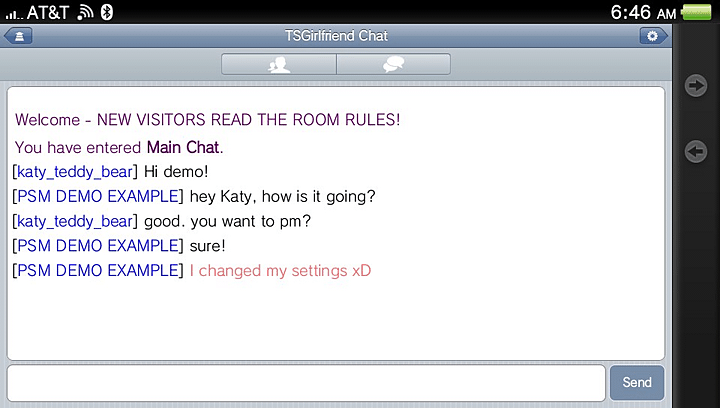 AT&T 6:46 AM
TSGirlfriend Chat
Welcome - NEW VISITORS READ THE ROOM RULES!
You have entered Main Chat.
[katy_teddy_bear] Hi demo!
[PSM DEMO EXAMPLE] hey Katy, how is it going?
[katy_teddy_bear] good. you want to pm?
[PSM DEMO EXAMPLE] sure!
[PSM DEMO EXAMPLE] I changed my settings xD
Send